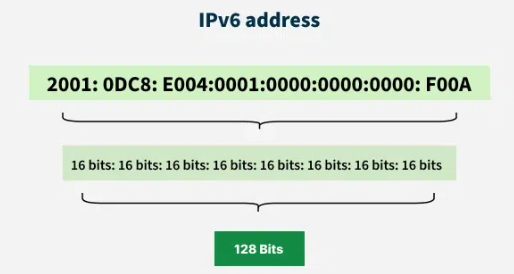 IPv6 address
2001: 0DC8: E004:0001:0000:0000:0000: F00A
16 bits: 16 bits: 16 bits: 16 bits: 16 bits: 16 bits: 16 bits: 16 bits
128 Bits